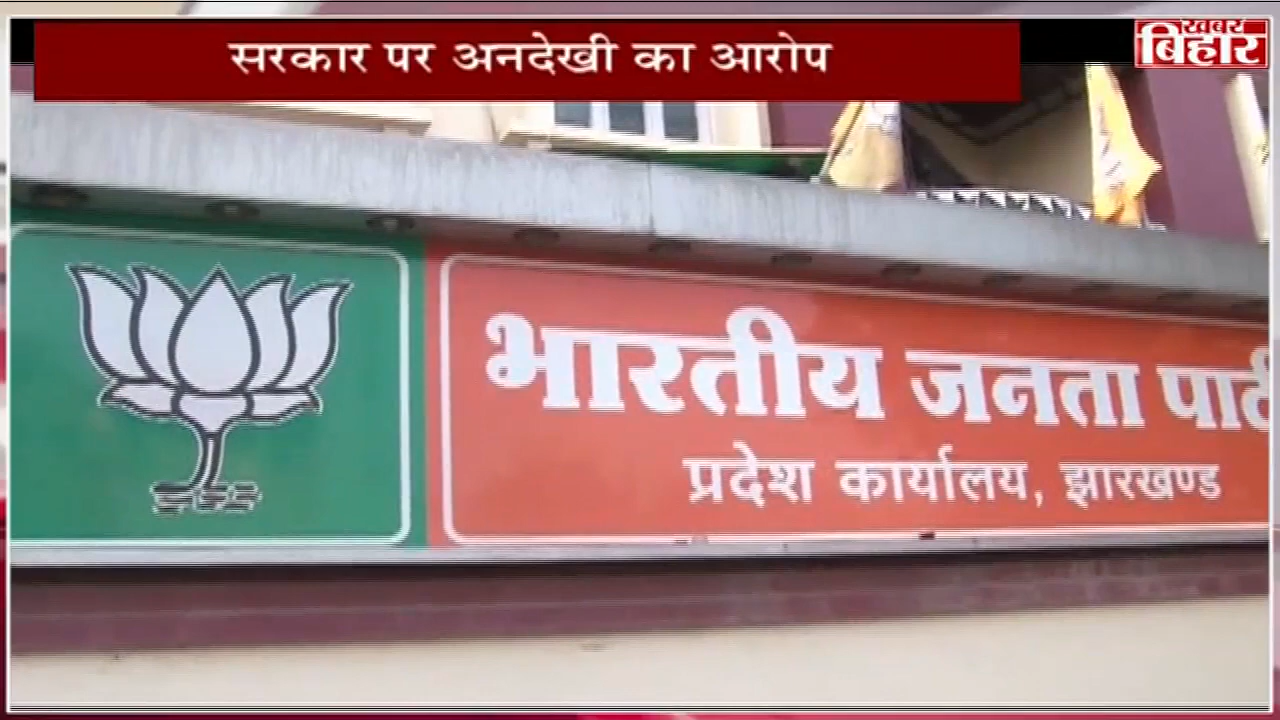 सरकार पर अनदेखी का आरोप
खबर
बिहार
भारतीय जनता
प्रदेश कार्यालय, झारखण्ड